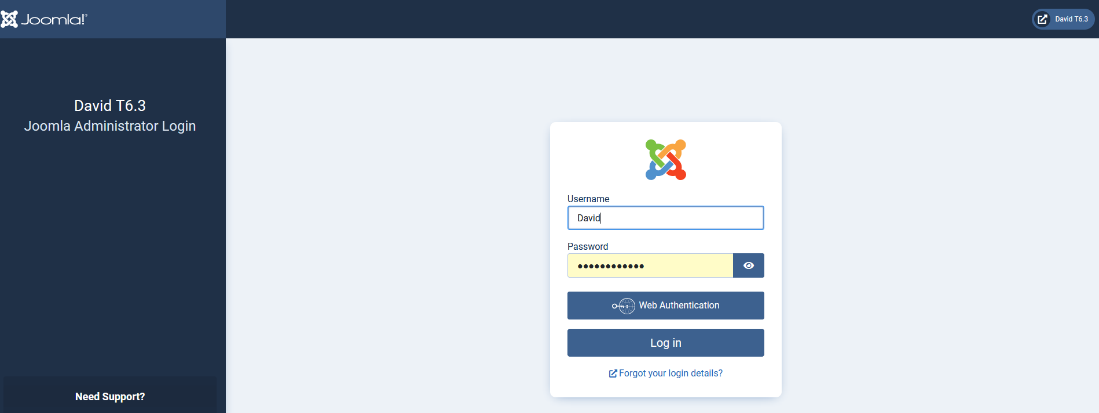 Joomla!
David T6.3
David T6.3
Joomla Administrator Login
Username
David
Password
••••••••••••
Web Authentication
Log in
Forgot your login details?
Need Support?